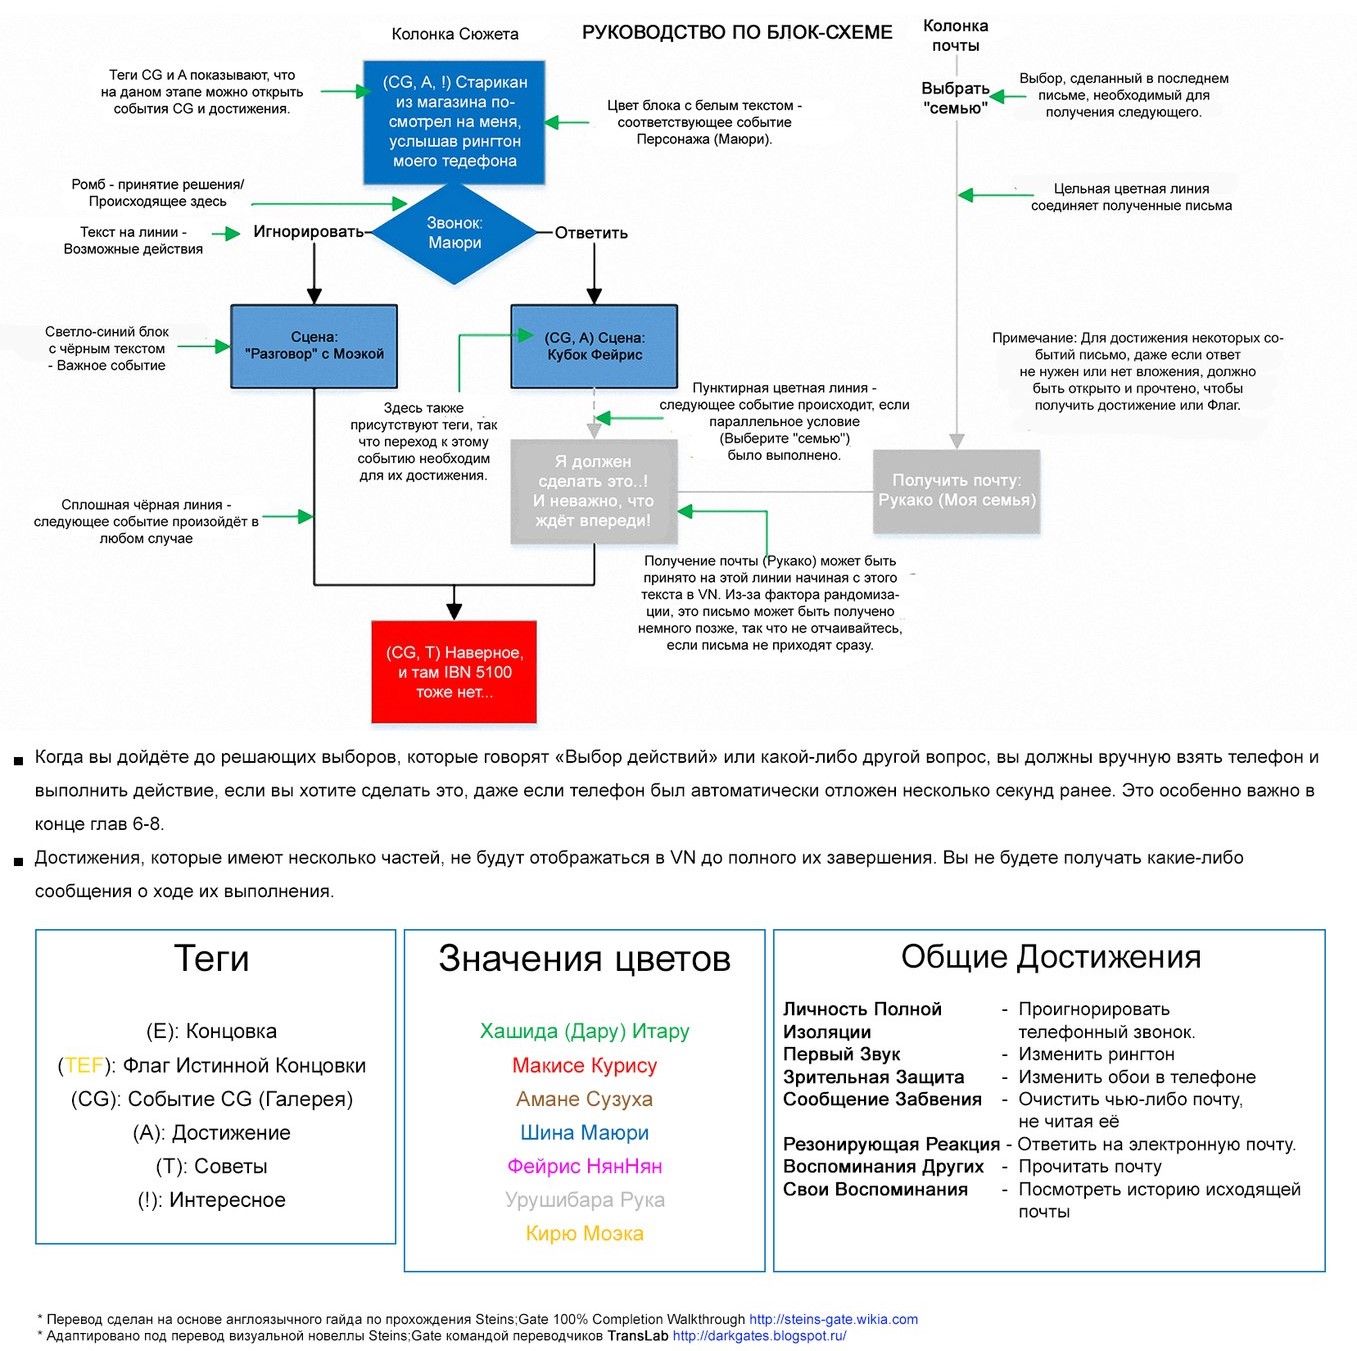 Колонка Сюжета
РУКОВОДСТВО ПО БЛОК-СХЕМЕ
Колонка
почты
Теги CG и А показывают, что
на даном этапе можно открыть
события CG и достижения.
(CG, A, !) Старикан
из магазина по-
смотрел на меня,
услышав рингтон
моего тедефона
Цвет блока с белым текстом -
соответствующее событие
Персонажа (Маюри).
Выбрать
"семью"
Выбор, сделанный в последнем
письме, необходимый для
получения следующего.
Ромб - принятие решения/
Происходящее здесь
Цельная цветная линия
соединяет полученные письма
Текст на линии -
Возможные действия
Игнорировать
Звонок:
Маюри
Ответить
Светло-синий блок
с чёрным текстом
- Важное событие
Сцена:
"Разговор" с Моэкой
(CG, A) Сцена:
Кубок Фейрис
Примечание: Для достижения некоторых со-
бытий письмо, даже если ответ
не нужен или нет вложения, должно
быть открыто и прочтено, чтобы
получить достижение или Флаг.
Здесь также
присутствуют теги, так
что переход к этому
событию необходим
для их достижения.
Пунктирная цветная линия -
следующее событие происходит, если
параллельное условие
(Выберите "семью")
было выполнено.
Я должен
сделать это..!
И неважно, что
ждёт впереди!
Получить почту:
Рукако (Моя семья)
Сплошная чёрная линия -
следующее событие произойдёт в
любом случае
Получение почты (Рукако) может быть
принято на этой линии начиная с этого
текста в VN. Из-за фактора рандомиза-
ции, это письмо может быть получено
немного позже, так что не отчаивайтесь,
если письма не приходят сразу.
(CG, T) Наверное,
и там IBN 5100
тоже нет...
▪ Когда вы дойдёте до решающих выборов, которые говорят «Выбор действий» или какой-либо другой вопрос, вы должны вручную взять телефон и
выполнить действие, если вы хотите сделать это, даже если телефон был автоматически отложен несколько секунд ранее. Это особенно важно в
конце глав 6-8.
▪ Достижения, которые имеют несколько частей, не будут отображаться в VN до полного их завершения. Вы не будете получать какие-либо
сообщения о ходе их выполнения.
Теги
(E): Концовка
(TEF): Флаг Истинной Концовки
(CG): Событие CG (Галерея)
(A): Достижение
(T): Советы
(!): Интересное
Значения цветов
Хашида (Дару) Итару
Макисе Курису
Амане Сузуха
Шина Маюри
Фейрис НянНян
Урушибара Рука
Кирю Моэка
Общие Достижения
Личность Полной - Проигнорировать
Изоляции телефонный звонок.
Первый Звук - Изменить рингтон
Зрительная Защита - Изменить обои в телефоне
Сообщение Забвения - Очистить чью-либо почту,
не читая её
Резонирующая Реакция - Ответить на электронную почту.
Воспоминания Других - Прочитать почту
Свои Воспоминания - Посмотреть историю исходящей
почты
* Перевод сделан на основе англоязычного гайда по прохождения Steins;Gate 100% Completion Walkthrough http://steins-gate.wikia.com
* Адаптировано под перевод визуальной новеллы Steins;Gate командой переводчиков TransLab http://darkgates.blogspot.ru/